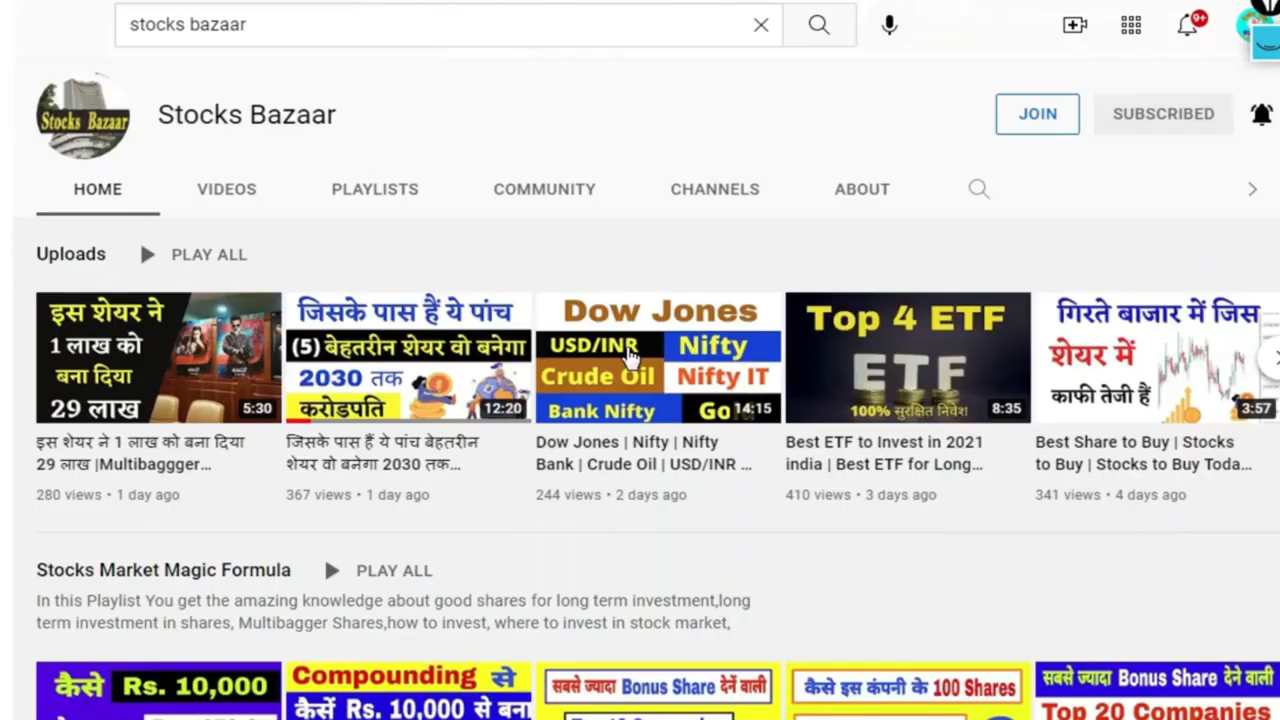 stocks bazaar
9+
Stocks Bazaar
Stocks Bazaar
JOIN
SUBSCRIBED
HOME
VIDEOS
PLAYLISTS
COMMUNITY
CHANNELS
ABOUT
Uploads
PLAY ALL
इस शेयर ने
1 लाख को
बना दिया
29 लाख
5:30
जिसके पास हैं ये पांच
(5) बेहतरीन शेयर वो बनेगा
2030 तक
करोडपति
12:20
Dow Jones
USD/INR
Nifty
Crude Oil
Nifty IT
Bank Nifty
14:15
Top 4 ETF
ETF
100% सुरक्षित निवेश
8:35
गिरते बाजार में जिस
शेयर में
काफी तेजी हैं
3:57
इस शेयर ने 1 लाख को बना दिया
29 लाख |Multibaggger...
280 views • 1 day ago
जिसके पास हैं ये पांच बेहतरीन
शेयर वो बनेगा 2030 तक...
367 views • 1 day ago
Dow Jones | Nifty | Nifty
Bank | Crude Oil | USD/INR ...
244 views • 2 days ago
Best ETF to Invest in 2021
india | Best ETF for Long...
410 views • 3 days ago
Best Share to Buy | Stocks
to Buy | Stocks to Buy Toda...
341 views • 4 days ago
Stocks Market Magic Formula
PLAY ALL
In this Playlist You get the amazing knowledge about good shares for long term investment,long
term investment in shares, Multibagger Shares,how to invest, where to invest in stock market,
कैसे Rs. 10,000
Compounding से
कैसें Rs. 10,000 से बना
सबसे ज्यादा Bonus Share देनें वाली
कैसे इस कंपनी के 100 Shares
सबसे ज्यादा Bonus Share देने वाली
Top 20 Companies